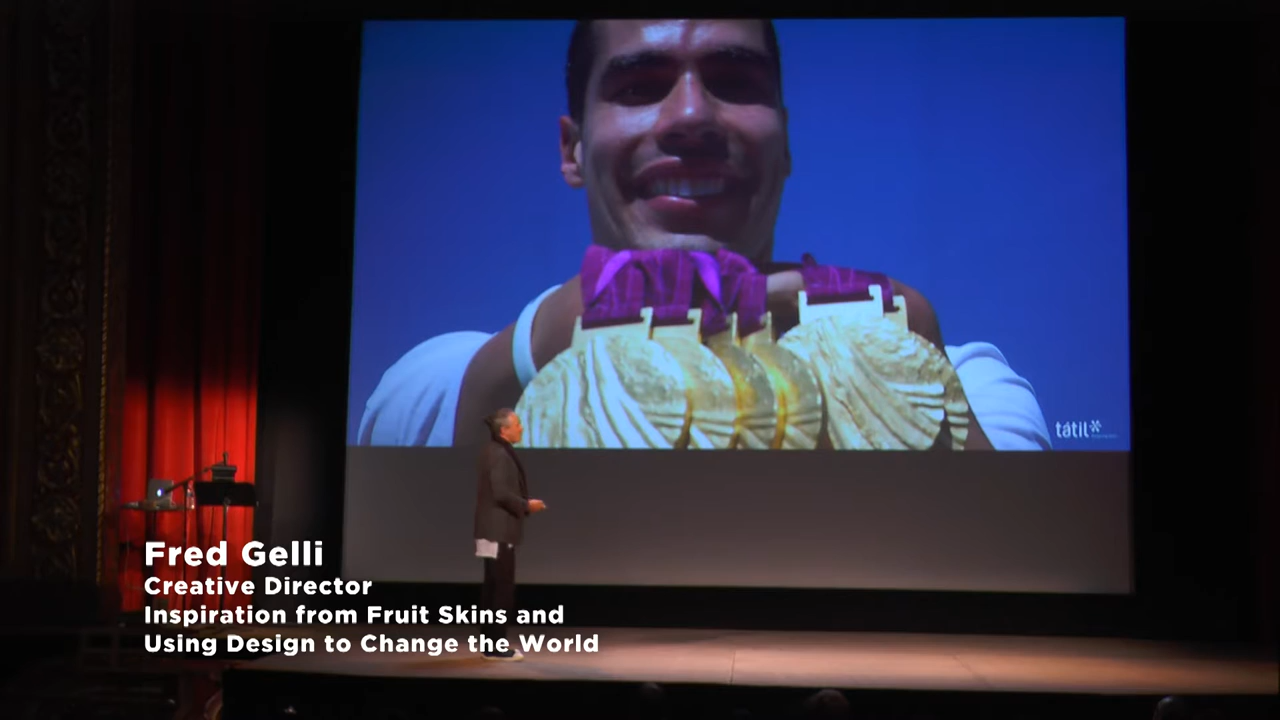 tátil
Fred Gelli
Creative Director
Inspiration from Fruit Skins and
Using Design to Change the World